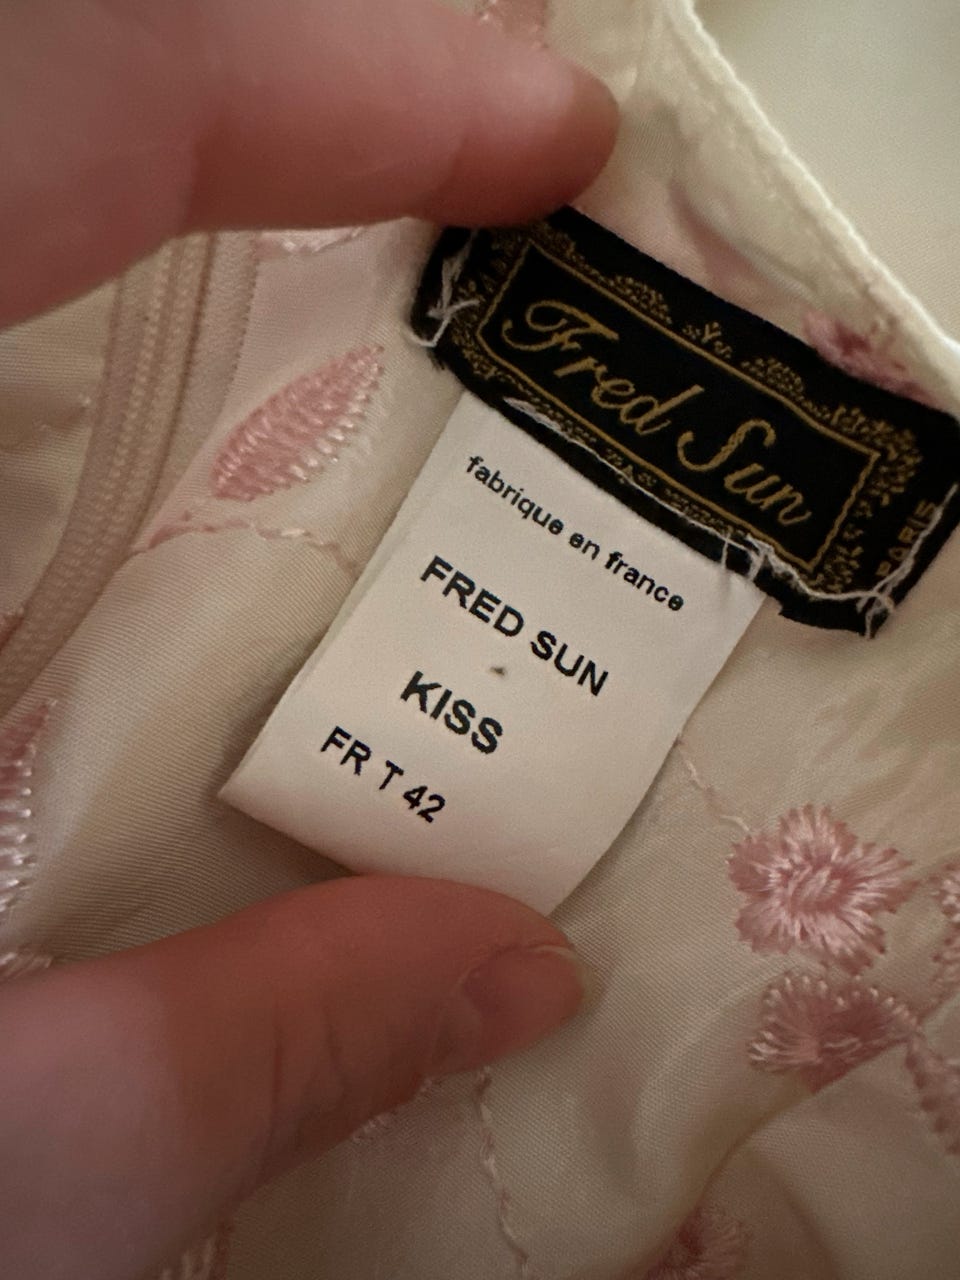 Fred Sun
PARIS
fabrique en france
FRED SUN
KISS
FR T 42